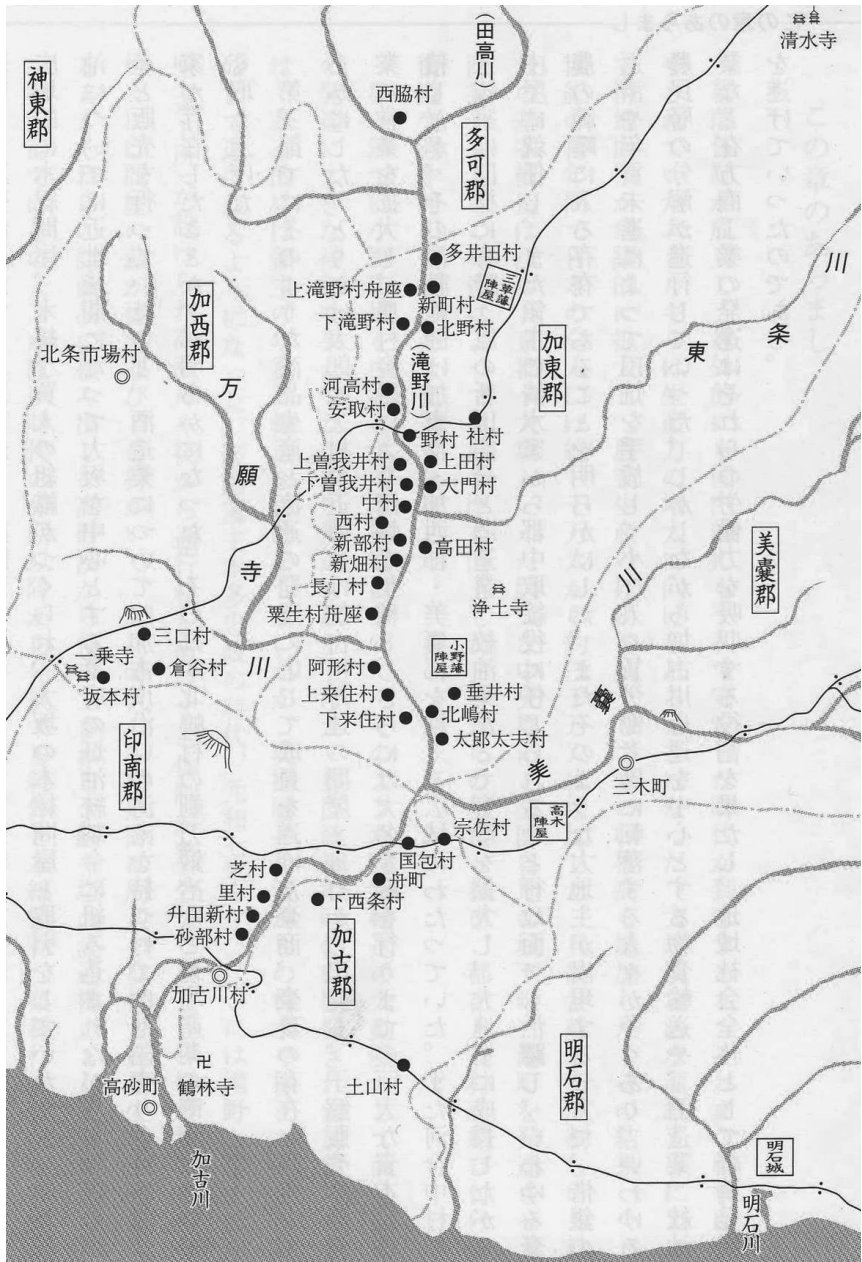 清水寺
(田高川)
神東郡
西脇村
多可郡
多井田村
三草藩陣屋
上滝野村舟座
新町村
加西郡
下滝野村
北野村
加東郡
東条川
北条市場村
滝野川)
万願寺川
河高村
安取村
社村
野村
上曽我井村
上田村
下曽我井村
大門村
中村
西村
美嚢郡
新部村
高田村
新畑村
長丁村
浄土寺
粟生村舟座
三口村
小野藩陣屋
一乗寺
倉谷村
阿形村
坂本村
上来住村
垂井村
下来住村
北嶋村
美嚢川
太郎太夫村
印南郡
三木町
高木陣屋
宗佐村
国包村
芝村
舟町
里村
下西条村
升田新村
砂部村
加古郡
加古川村
明石郡
土山村
高砂町
鶴林寺
明石城
加古川
明石川